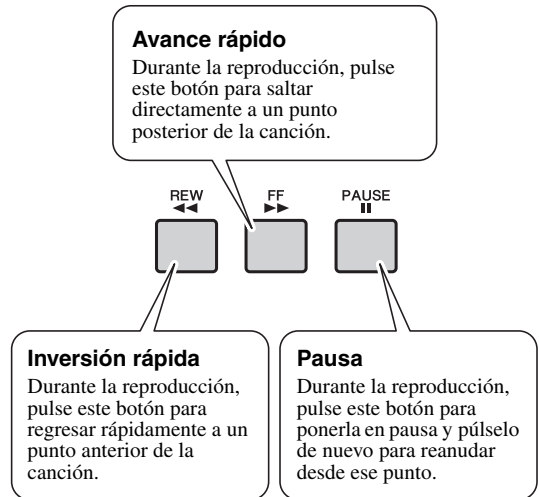 Avance rápido
Durante la reproducción, pulse
este botón para saltar
directamente a un punto
posterior de la canción.
REW
FF
PAUSE
Inversión rápida
Durante la reproducción,
pulse este botón para
regresar rápidamente a un
punto anterior de la
canción.
Pausa
Durante la reproducción,
pulse este botón para
ponerla en pausa y púlselo
de nuevo para reanudar
desde ese punto.